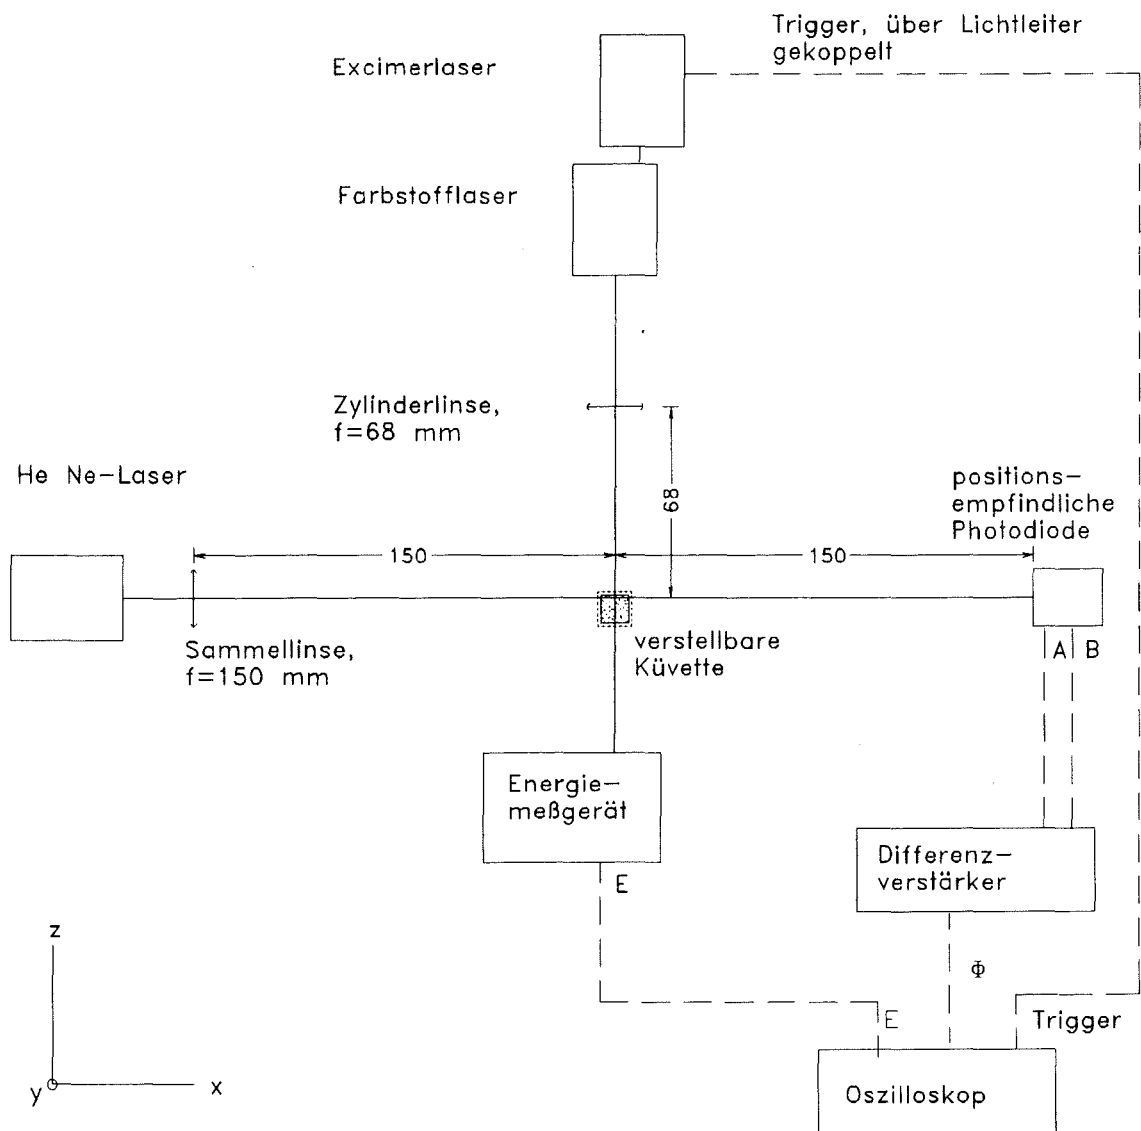 Trigger, über Lichtleiter
gekoppelt
Excimerlaser
Farbstofflaser
Zylinderlinse,
f=68 mm
68
He Ne-Laser
positions-
empfindliche
Photodiode
150
150
Sammellinse,
f=150 mm
verstellbare
Küvette
A B
Energie-
meßgerät
E
Differenz-
verstärker
Φ
z
y
x
E
Trigger
Oszilloskop